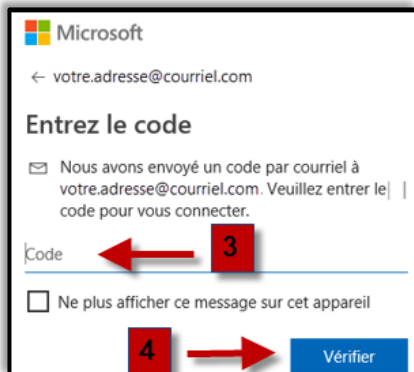 Microsoft
← votre.adresse@courriel.com
Entrez le code
Nous avons envoyé un code par courriel à
votre.adresse@courriel.com. Veuillez entrer le
code pour vous connecter.
Code
3
Ne plus afficher ce message sur cet appareil
4
Vérifier